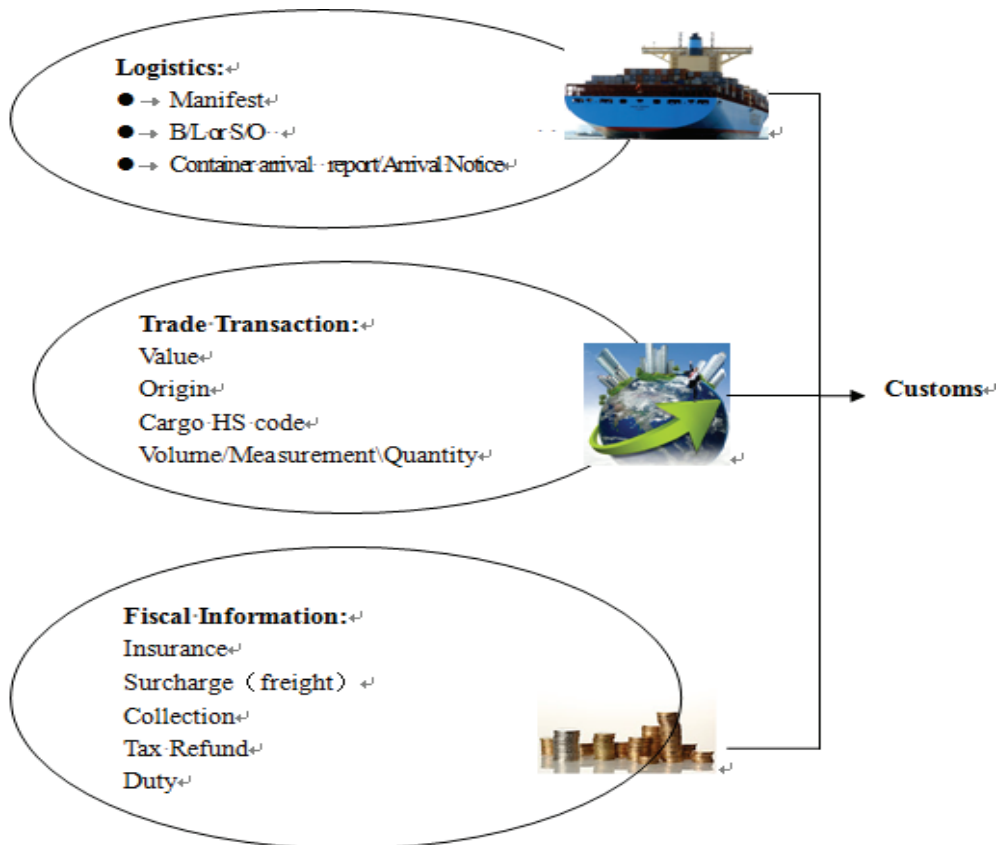 Logistics:
● Manifest
● B/L or S/O
● Container arrival report/Arrival Notice
Trade Transaction:
Value
Origin
Cargo HS code
Volume/Measurement\Quantity
Customs
Fiscal Information:
Insurance
Surcharge（freight）
Collection
Tax Refund
Duty